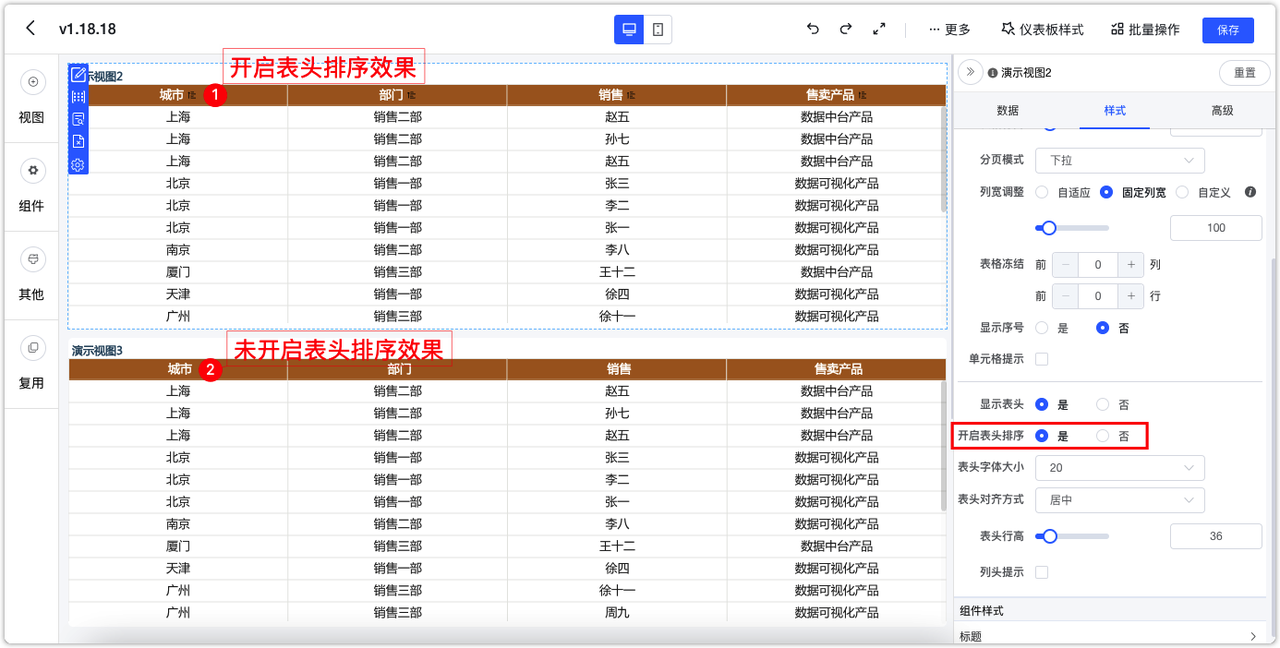 v1.18.18
更多
仪表板样式
批量操作
保存
视图
组件
其他
复用
开启表头排序效果
示视图2
城市 1 部门 销售 售卖产品
上海 销售二部 赵五 数据中台产品
上海 销售二部 孙七 数据中台产品
上海 销售二部 赵五 数据中台产品
北京 销售一部 张三 数据可视化产品
北京 销售一部 李二 数据可视化产品
北京 销售一部 张一 数据可视化产品
南京 销售二部 李八 数据可视化产品
厦门 销售三部 王十二 数据中台产品
天津 销售一部 徐四 数据可视化产品
广州 销售三部 徐十一 数据可视化产品
未开启表头排序效果
演示视图3
城市 2 部门 销售 售卖产品
上海 销售二部 赵五 数据中台产品
上海 销售二部 孙七 数据中台产品
上海 销售二部 赵五 数据中台产品
北京 销售一部 张三 数据可视化产品
北京 销售一部 李二 数据可视化产品
北京 销售一部 张一 数据可视化产品
南京 销售二部 李八 数据可视化产品
厦门 销售三部 王十二 数据中台产品
天津 销售一部 徐四 数据可视化产品
广州 销售三部 徐十一 数据可视化产品
广州 销售三部 周九 数据可视化产品
演示视图2
重置
数据 样式 高级
分页模式 下拉
列宽调整 自适应 固定列宽 自定义
100
表格冻结 前 － 0 + 列
前 － 0 + 行
显示序号 是 否
单元格提示
显示表头 是 否
开启表头排序 是 否
表头字体大小 20
表头对齐方式 居中
表头行高 36
列头提示
组件样式
标题